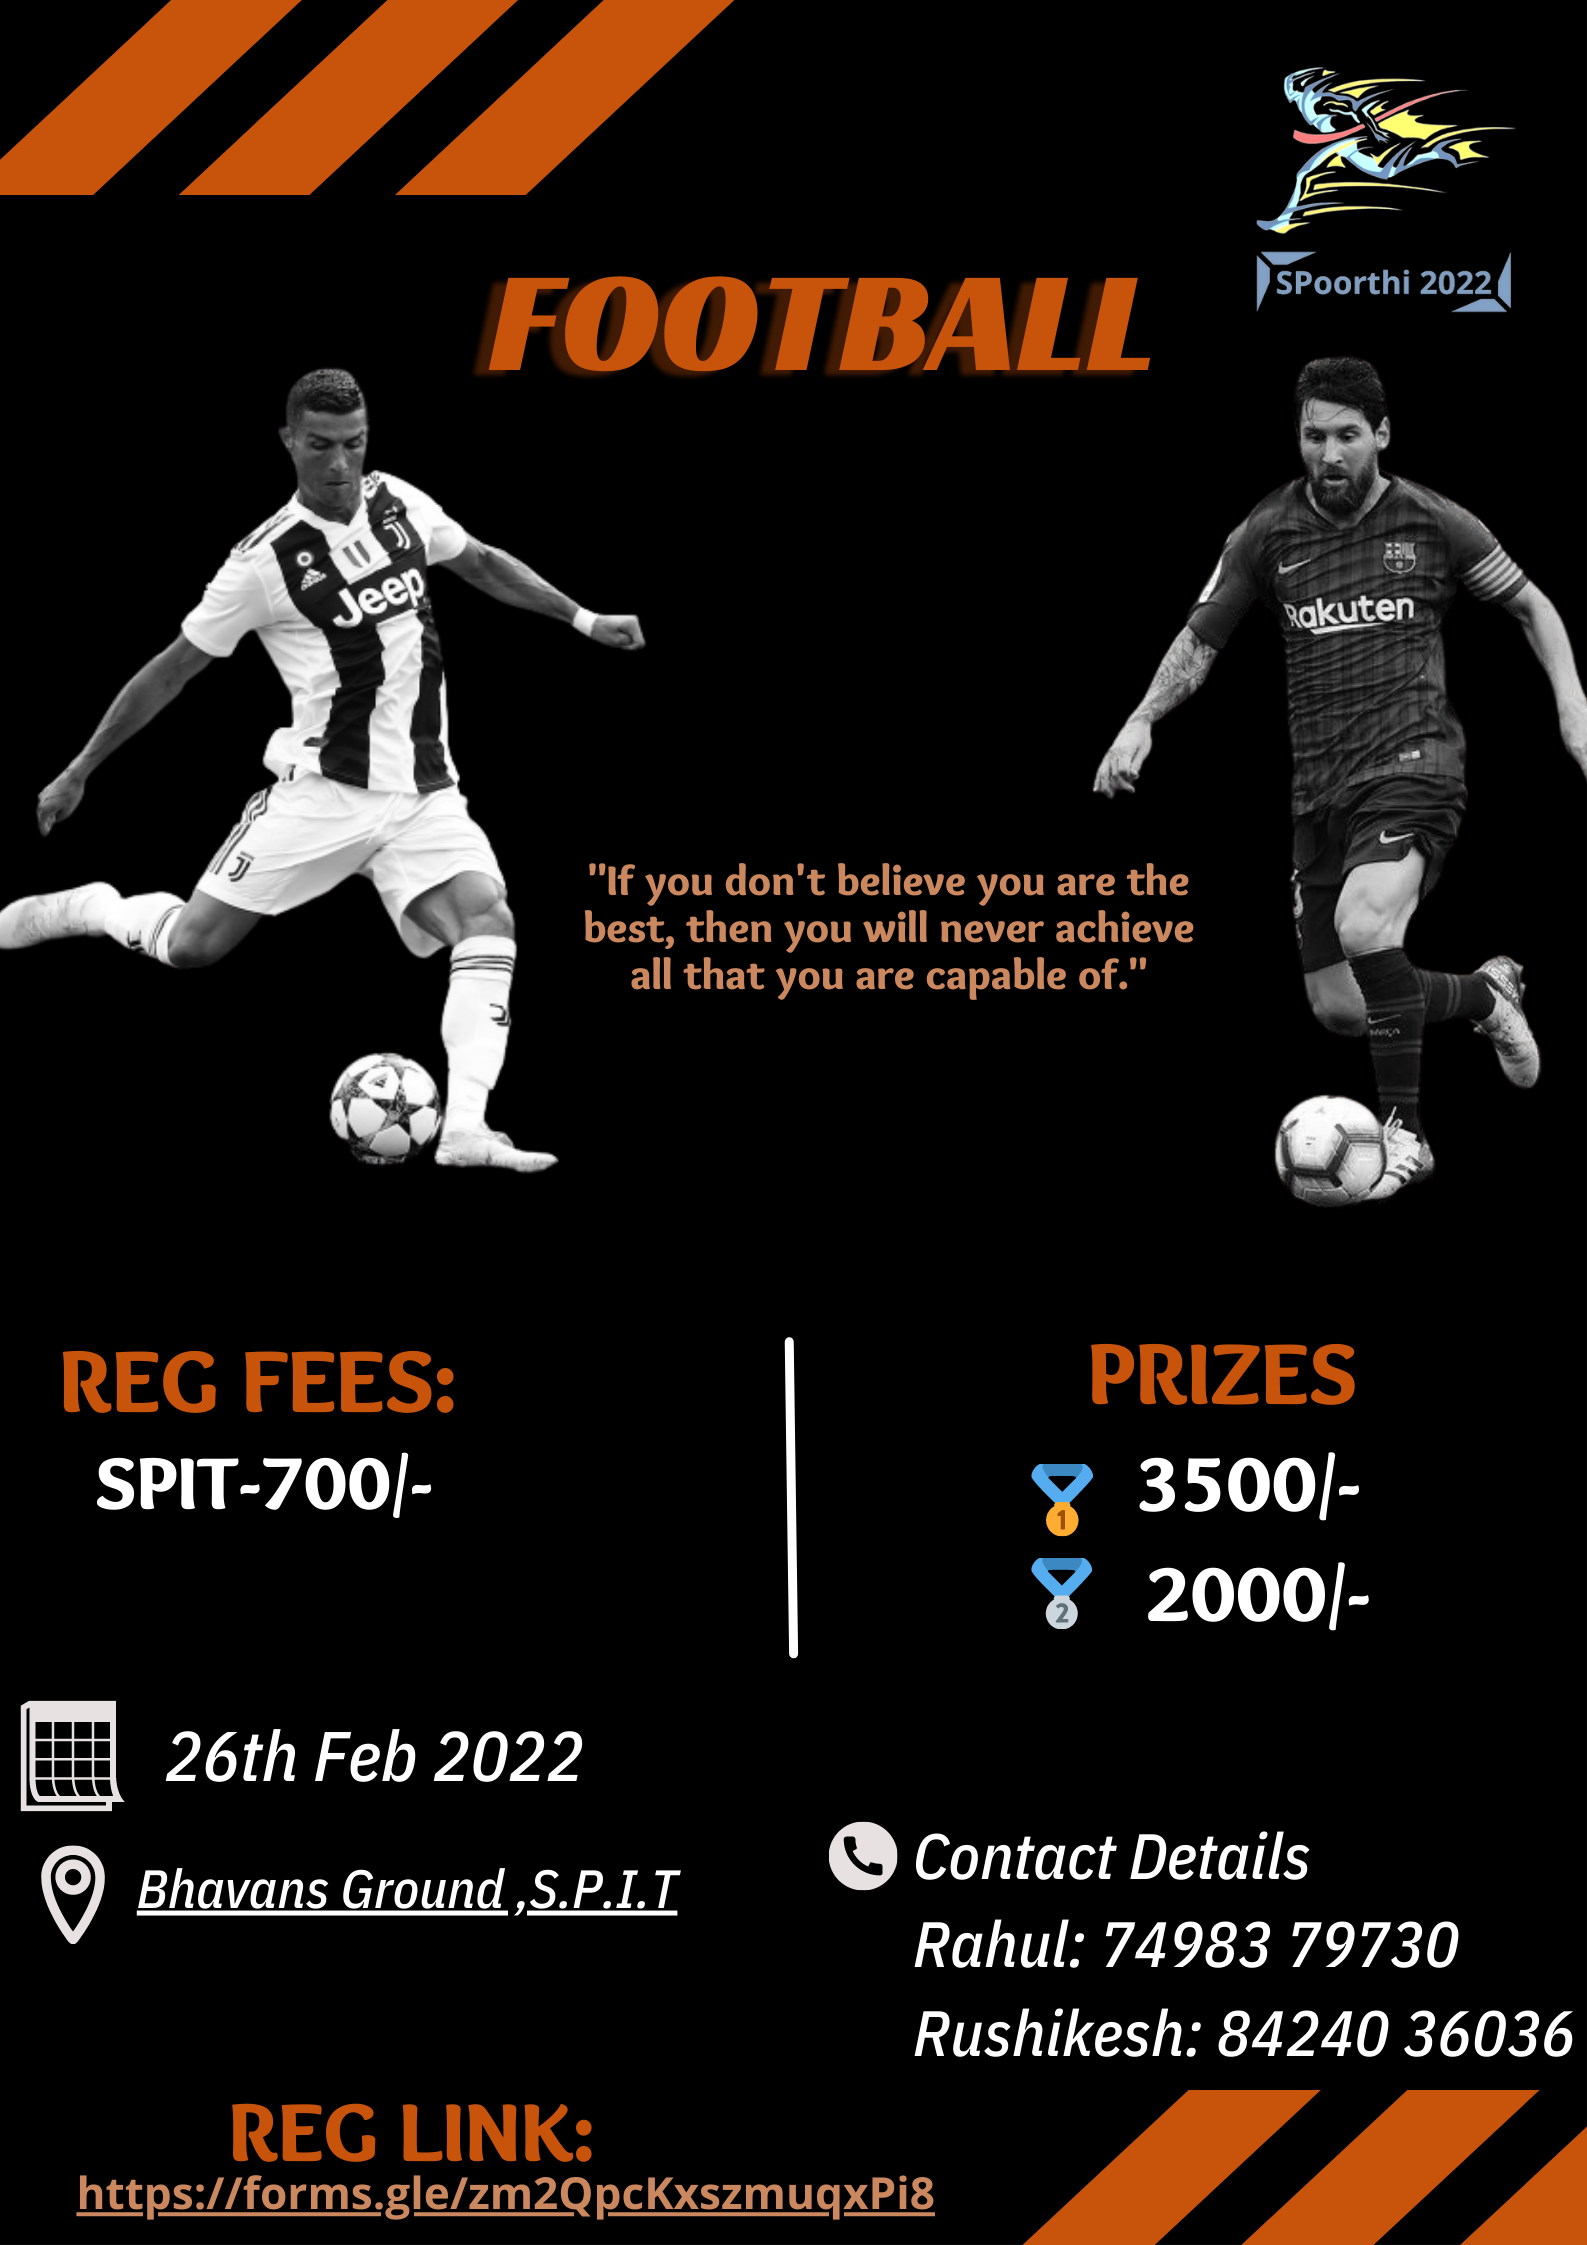 SPoorthi 2022
FOOTBALL
Jeep
Rakuten
"If you don't believe you are the
best, then you will never achieve
all that you are capable of."
REG FEES:
SPIT-700/-
PRIZES
1 3500/-
2 2000/-
26th Feb 2022
Bhavans Ground ,S.P.I.T
Contact Details
Rahul: 74983 79730
Rushikesh: 84240 36036
REG LINK:
https://forms.gle/zm2QpcKxszmuqxPi8